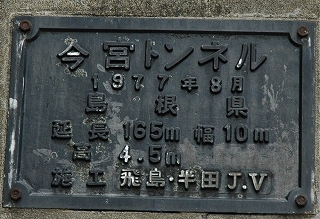 今宮トンネル
1977年8月
島根県
延長 165m 幅 10m
高 4.5m
施工 飛島・半田J.V